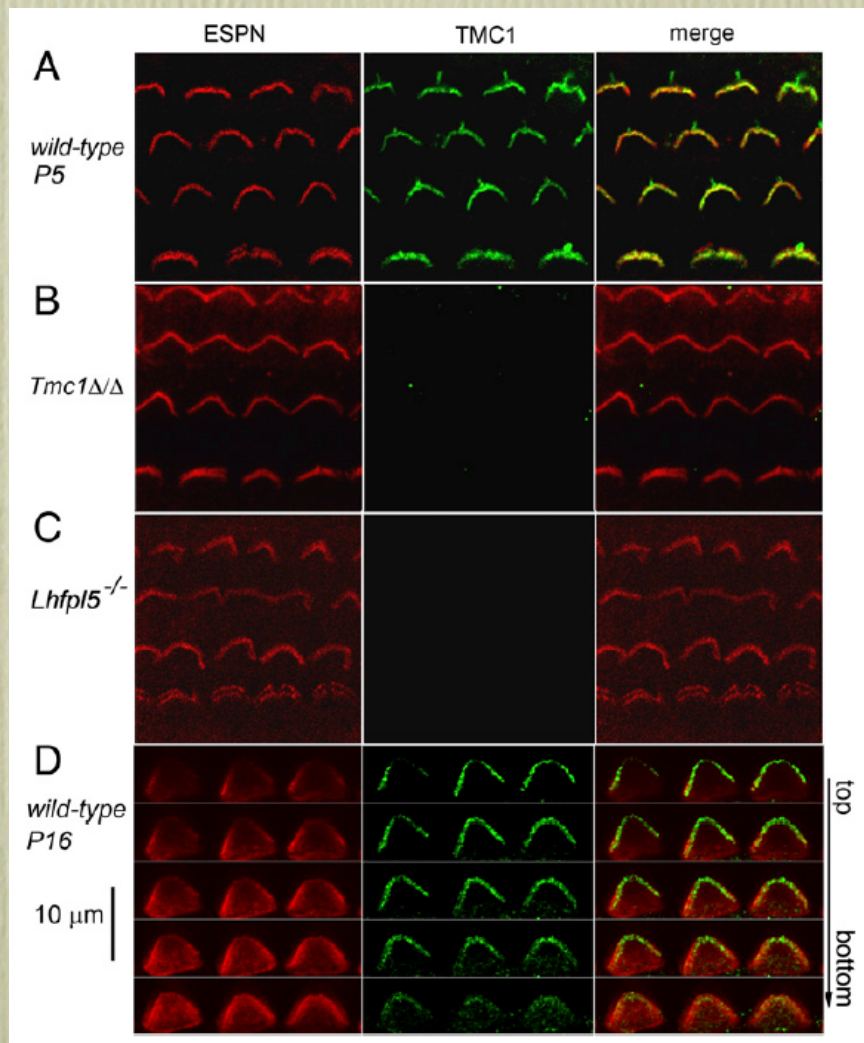 ESPN TMC1 merge
A
wild-type
P5
B
Tmc1Δ/Δ
C
Lhfpl5-/-
D
wild-type
P16
10 μm
top
bottom